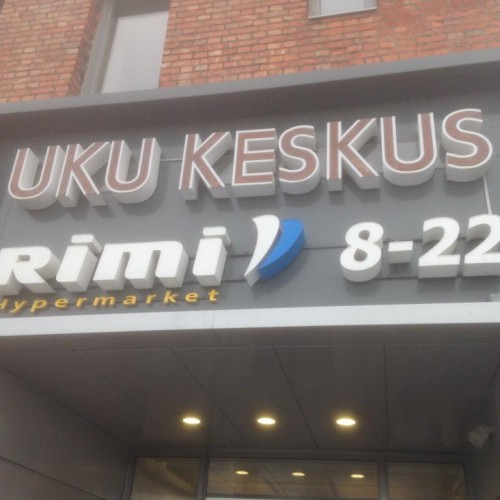 UKU KESKUS
Rimi 8-22
Hypermarket